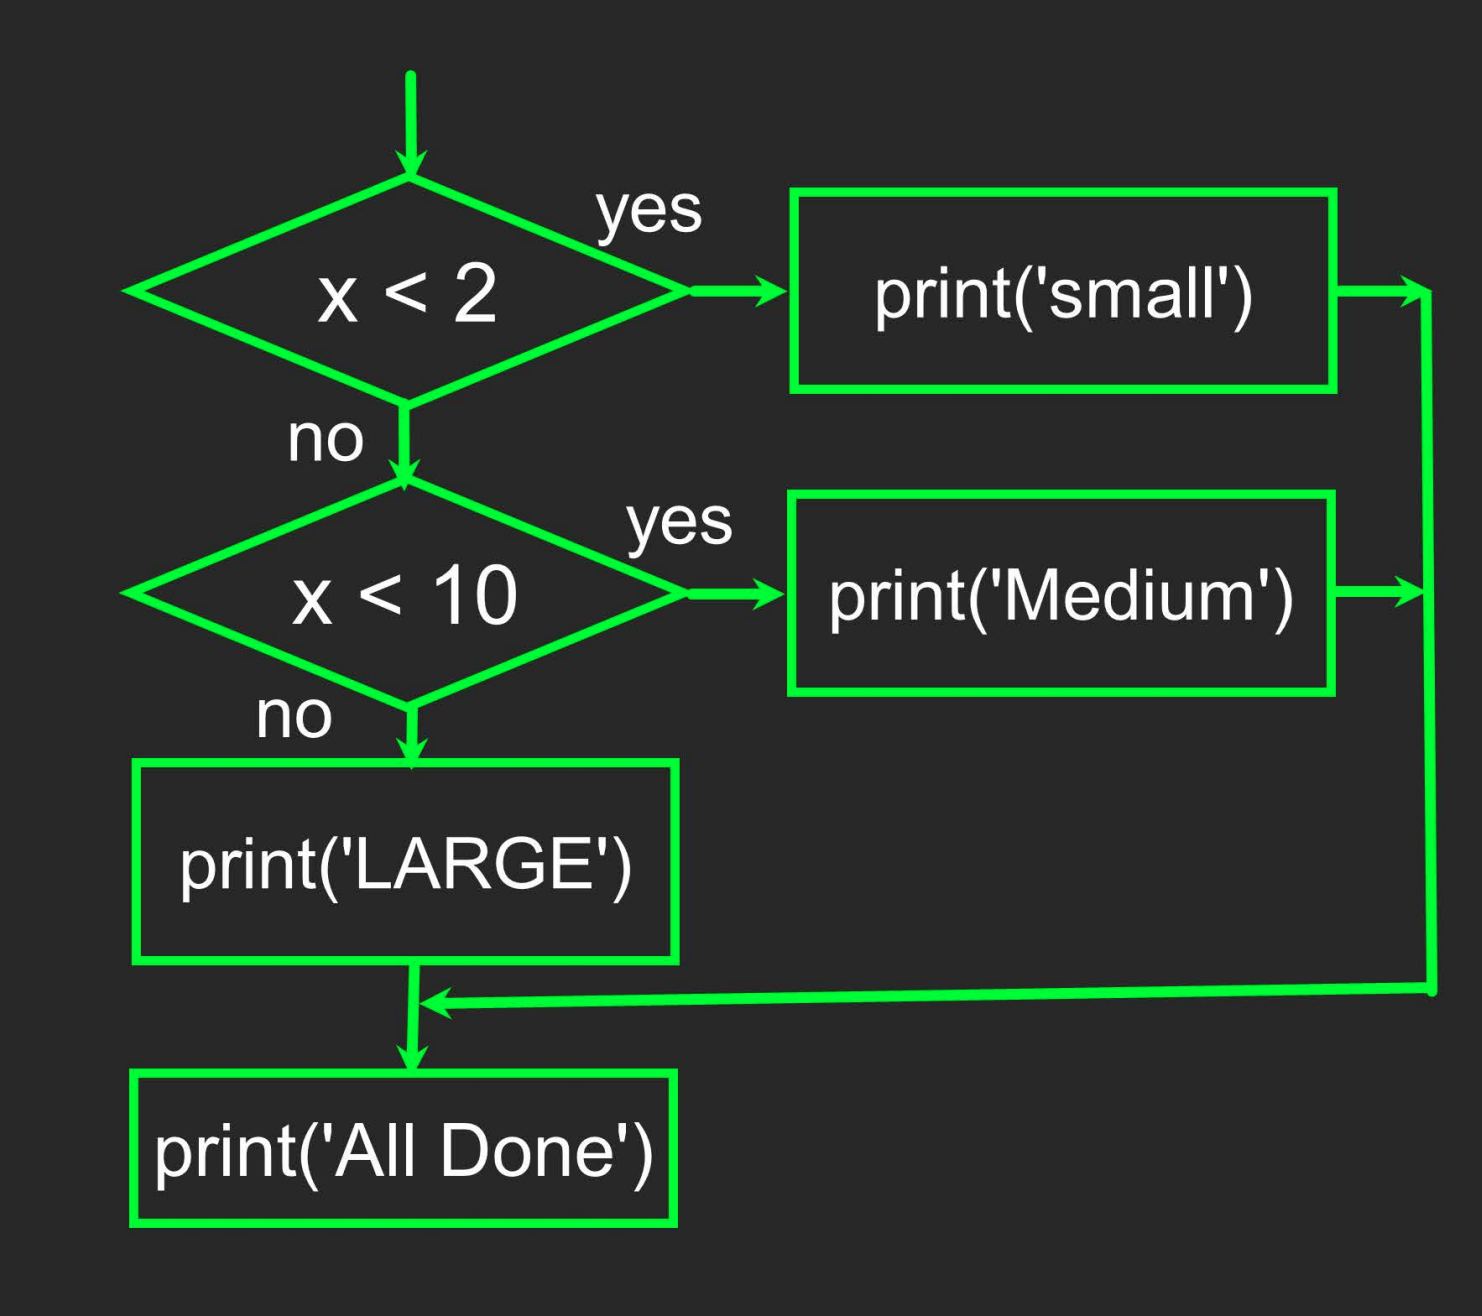 yes
x < 2
print('small')
no
yes
x < 10
print('Medium')
no
print('LARGE')
print('All Done')